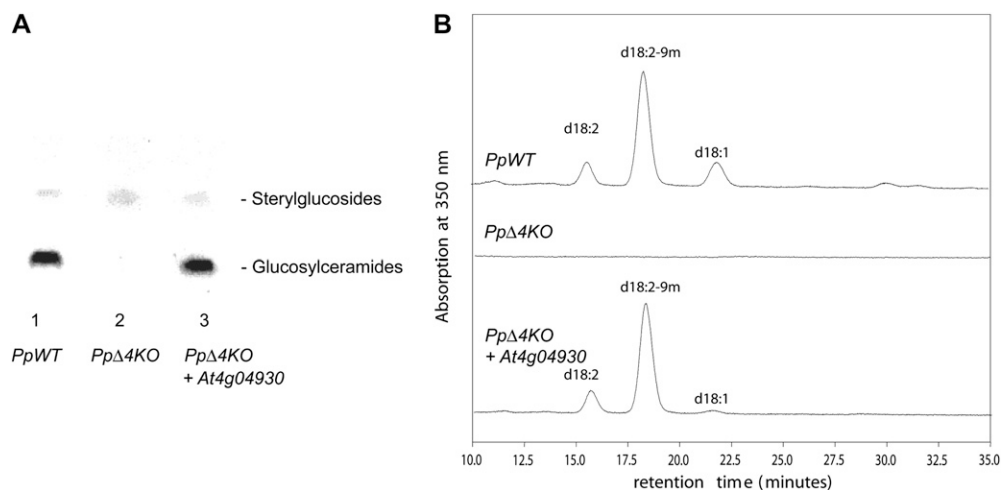 A
- Sterylglucosides
- Glucosylceramides
1 2 3
PpWT PpΔ4KO PpΔ4KO
+ At4g04930
B
Absorption at 350 nm
d18:2-9m
d18:2
d18:1
PpWT
PpΔ4KO
d18:2-9m
PpΔ4KO
+ At4g04930
d18:2
d18:1
10.0 12.5 15.0 17.5 20.0 22.5 25.0 27.5 30.0 32.5 35.0
retention time (minutes)